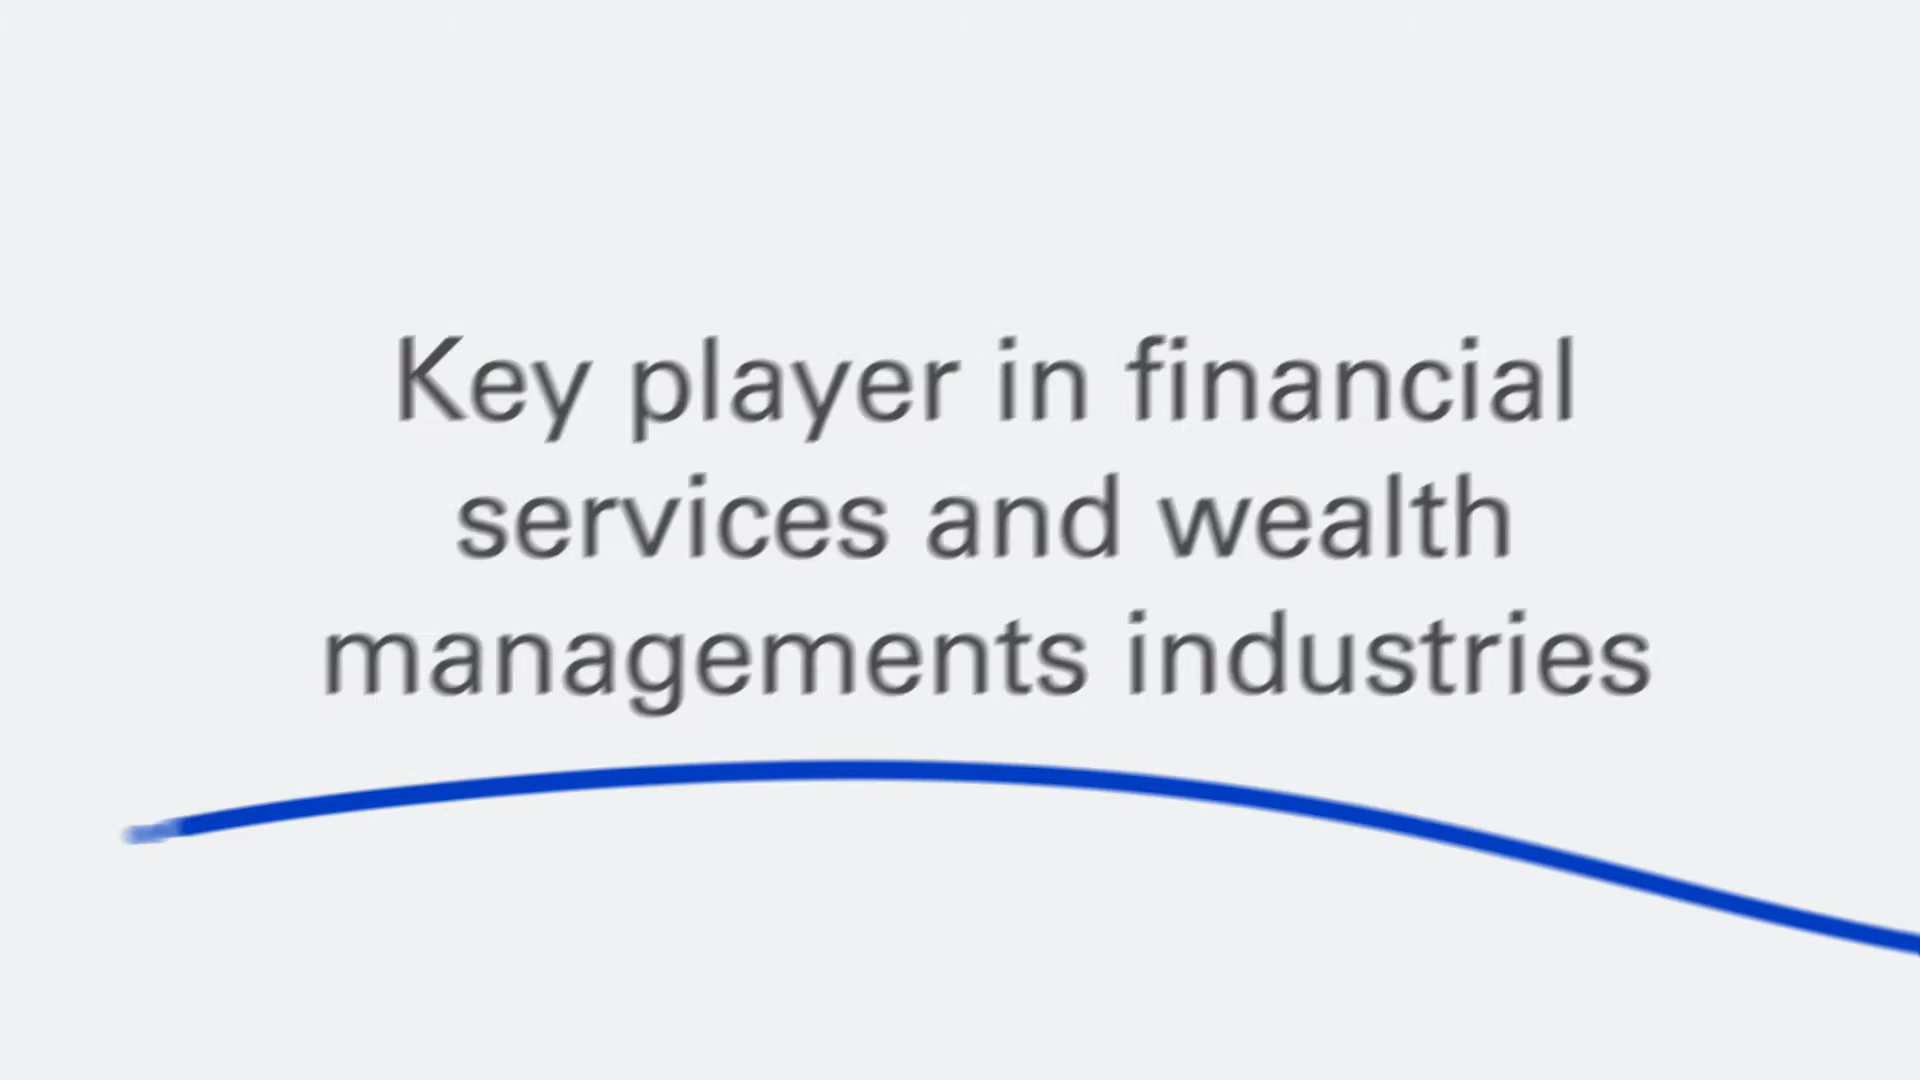 Key player in financial
services and wealth
managements industries